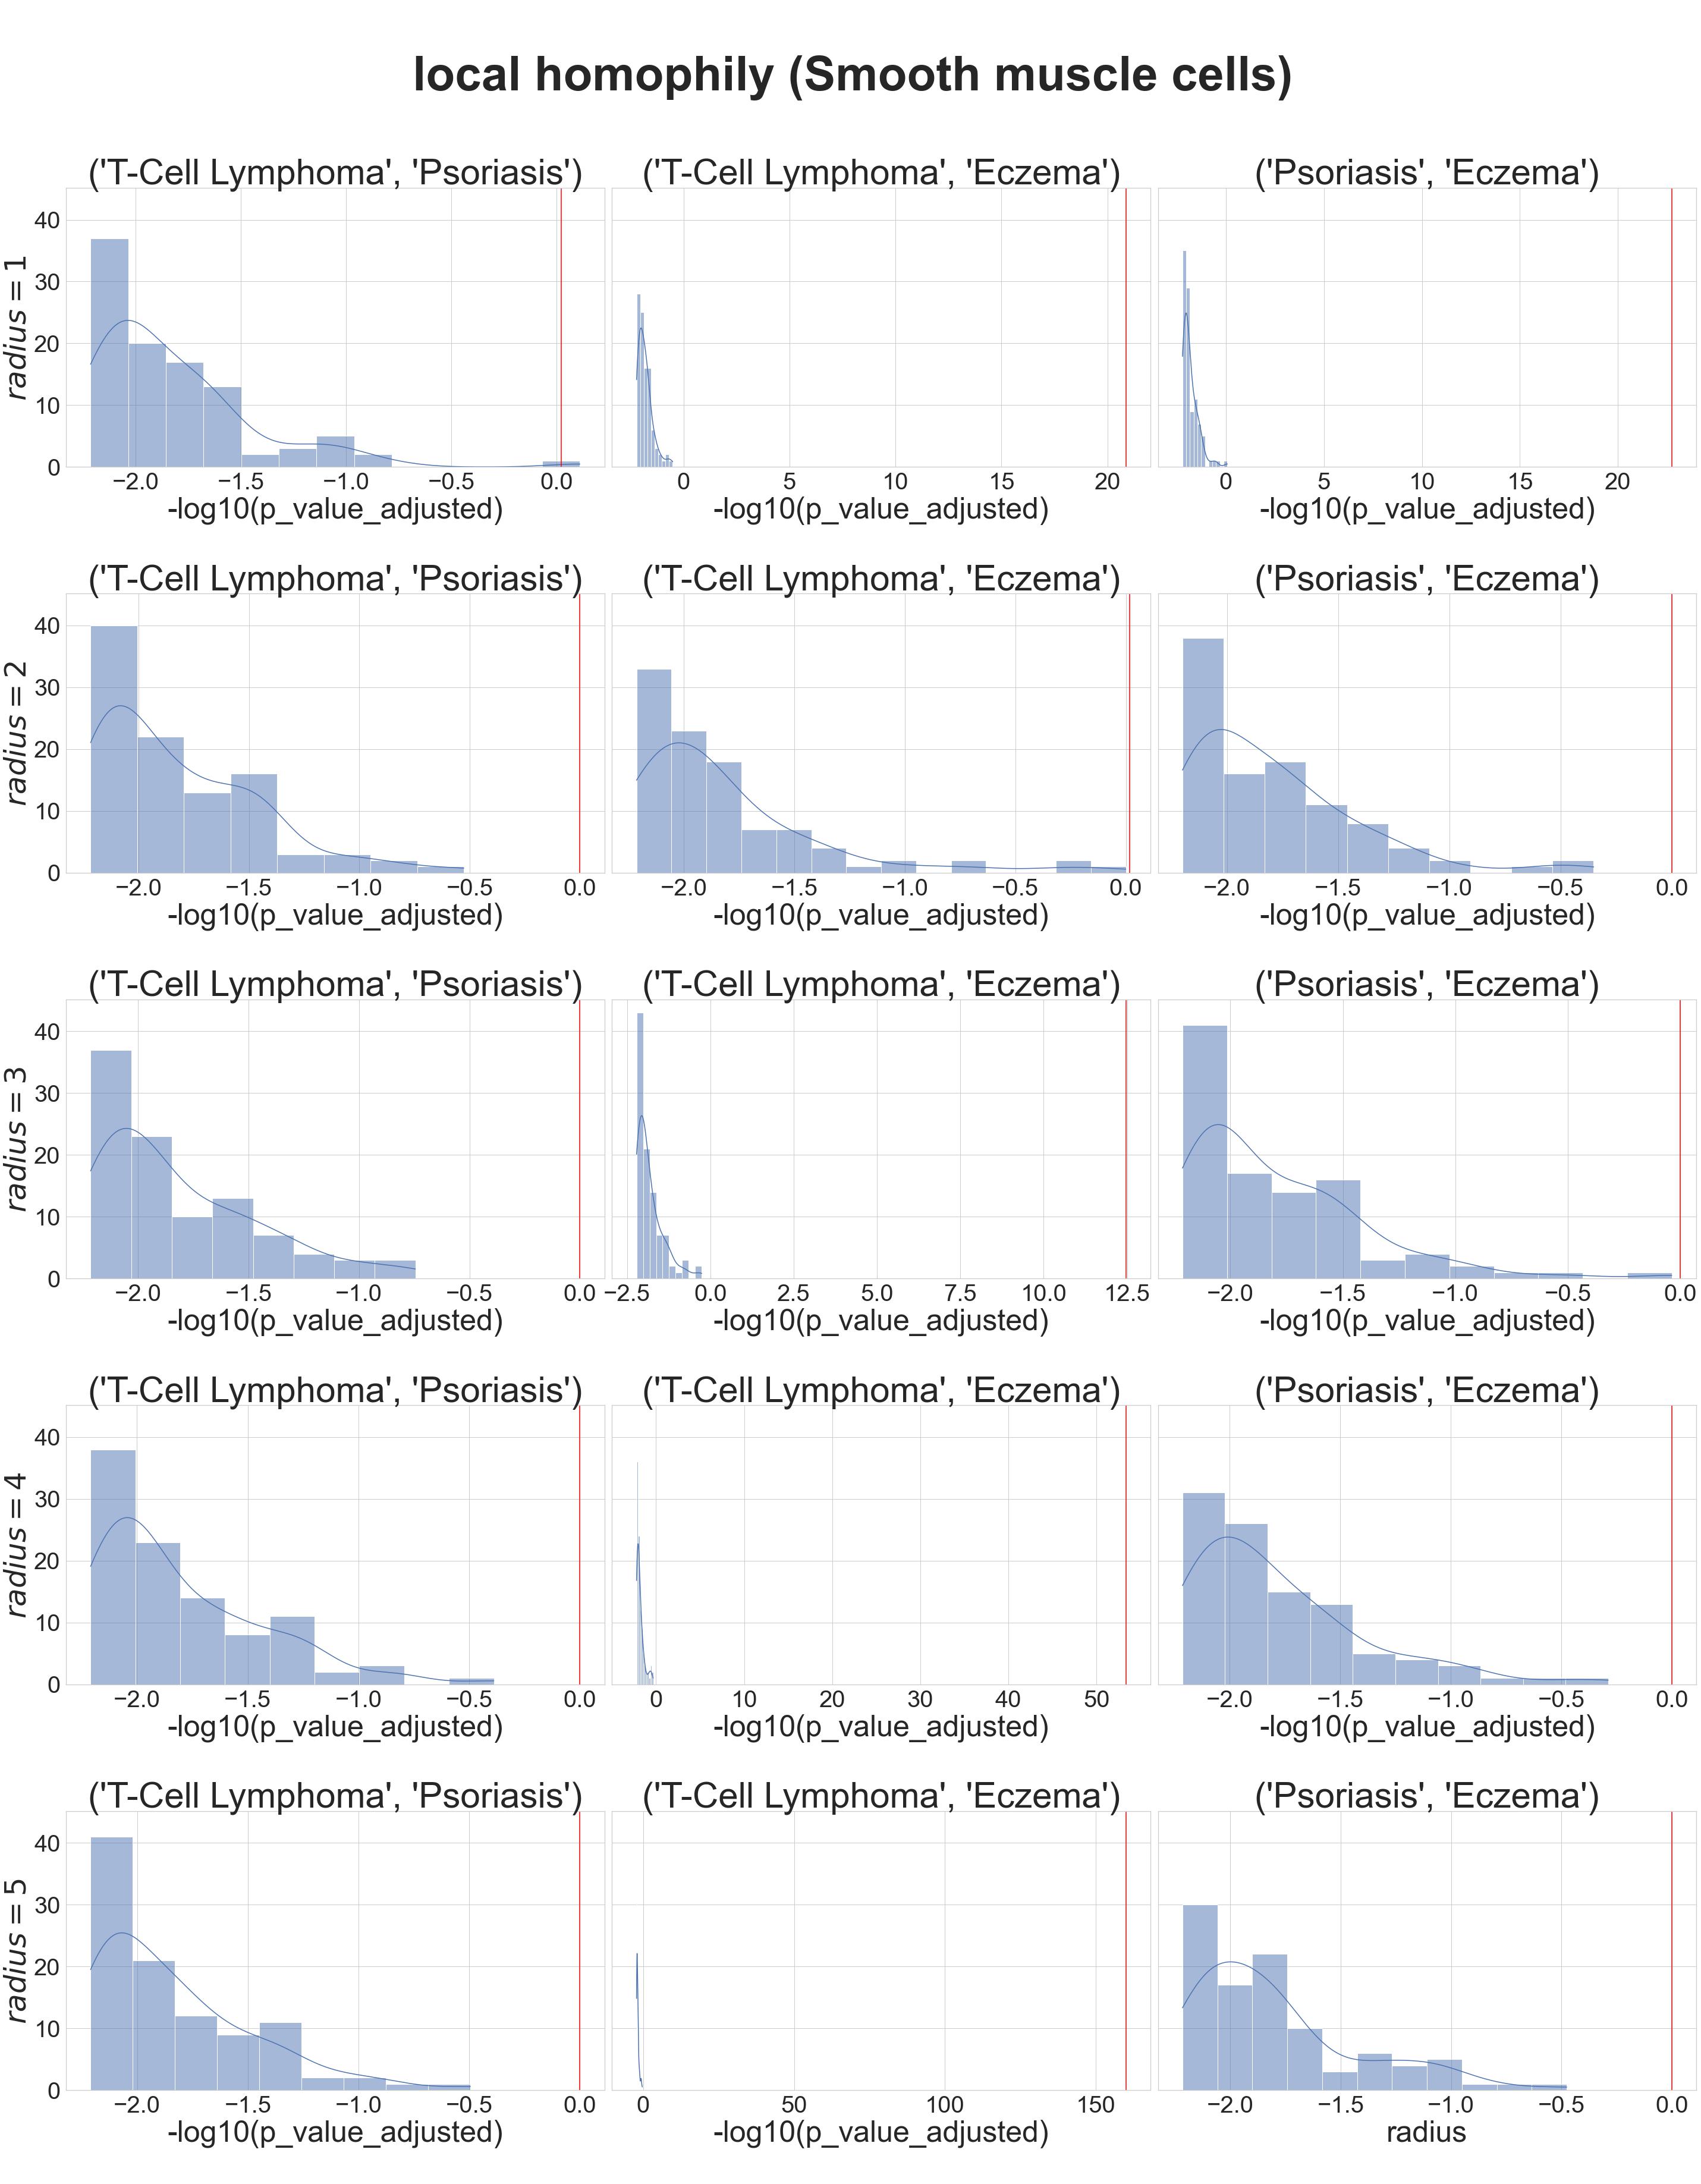 local homophily (Smooth muscle cells)
('T-Cell Lymphoma', 'Psoriasis') ('T-Cell Lymphoma', 'Eczema') ('Psoriasis', 'Eczema')
radius = 1
40
30
20
10
0
−2.0 −1.5 −1.0 −0.5 0.0 0 5 10 15 20 0 5 10 15 20
-log10(p_value_adjusted) -log10(p_value_adjusted) -log10(p_value_adjusted)
('T-Cell Lymphoma', 'Psoriasis') ('T-Cell Lymphoma', 'Eczema') ('Psoriasis', 'Eczema')
radius = 2
40
30
20
10
0
−2.0 −1.5 −1.0 −0.5 0.0 −2.0 −1.5 −1.0 −0.5 0.0 −2.0 −1.5 −1.0 −0.5 0.0
-log10(p_value_adjusted) -log10(p_value_adjusted) -log10(p_value_adjusted)
('T-Cell Lymphoma', 'Psoriasis') ('T-Cell Lymphoma', 'Eczema') ('Psoriasis', 'Eczema')
radius = 3
40
30
20
10
0
−2.0 −1.5 −1.0 −0.5 0.0 −2.5 0.0 2.5 5.0 7.5 10.0 12.5 −2.0 −1.5 −1.0 −0.5 0.0
-log10(p_value_adjusted) -log10(p_value_adjusted) -log10(p_value_adjusted)
('T-Cell Lymphoma', 'Psoriasis') ('T-Cell Lymphoma', 'Eczema') ('Psoriasis', 'Eczema')
radius = 4
40
30
20
10
0
−2.0 −1.5 −1.0 −0.5 0.0 0 10 20 30 40 50 −2.0 −1.5 −1.0 −0.5 0.0
-log10(p_value_adjusted) -log10(p_value_adjusted) -log10(p_value_adjusted)
('T-Cell Lymphoma', 'Psoriasis') ('T-Cell Lymphoma', 'Eczema') ('Psoriasis', 'Eczema')
radius = 5
40
30
20
10
0
−2.0 −1.5 −1.0 −0.5 0.0 0 50 100 150 −2.0 −1.5 −1.0 −0.5 0.0
-log10(p_value_adjusted) -log10(p_value_adjusted) radius